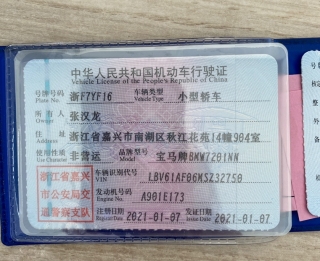 中华人民共和国机动车行驶证
Vehicle License of the People's Republic of China
号牌号码 浙F7YF16 车辆类型 小型轿车
Plate No. Vehicle Type
所有人 张汉龙
Owner
住址 浙江省嘉兴市南湖区秋江花苑14幢904室
Address
使用性质 非营运 品牌型号 宝马牌BMW7201NN
Use Character Model
浙江省嘉兴 车辆识别代号 LBV61AF06MSZ32750
VIN
市公安局交 发动机号码 A901E173
Engine No.
通警察支队 注册日期 2021-01-07 发证日期 2021-01-07
Register Date Issue Date